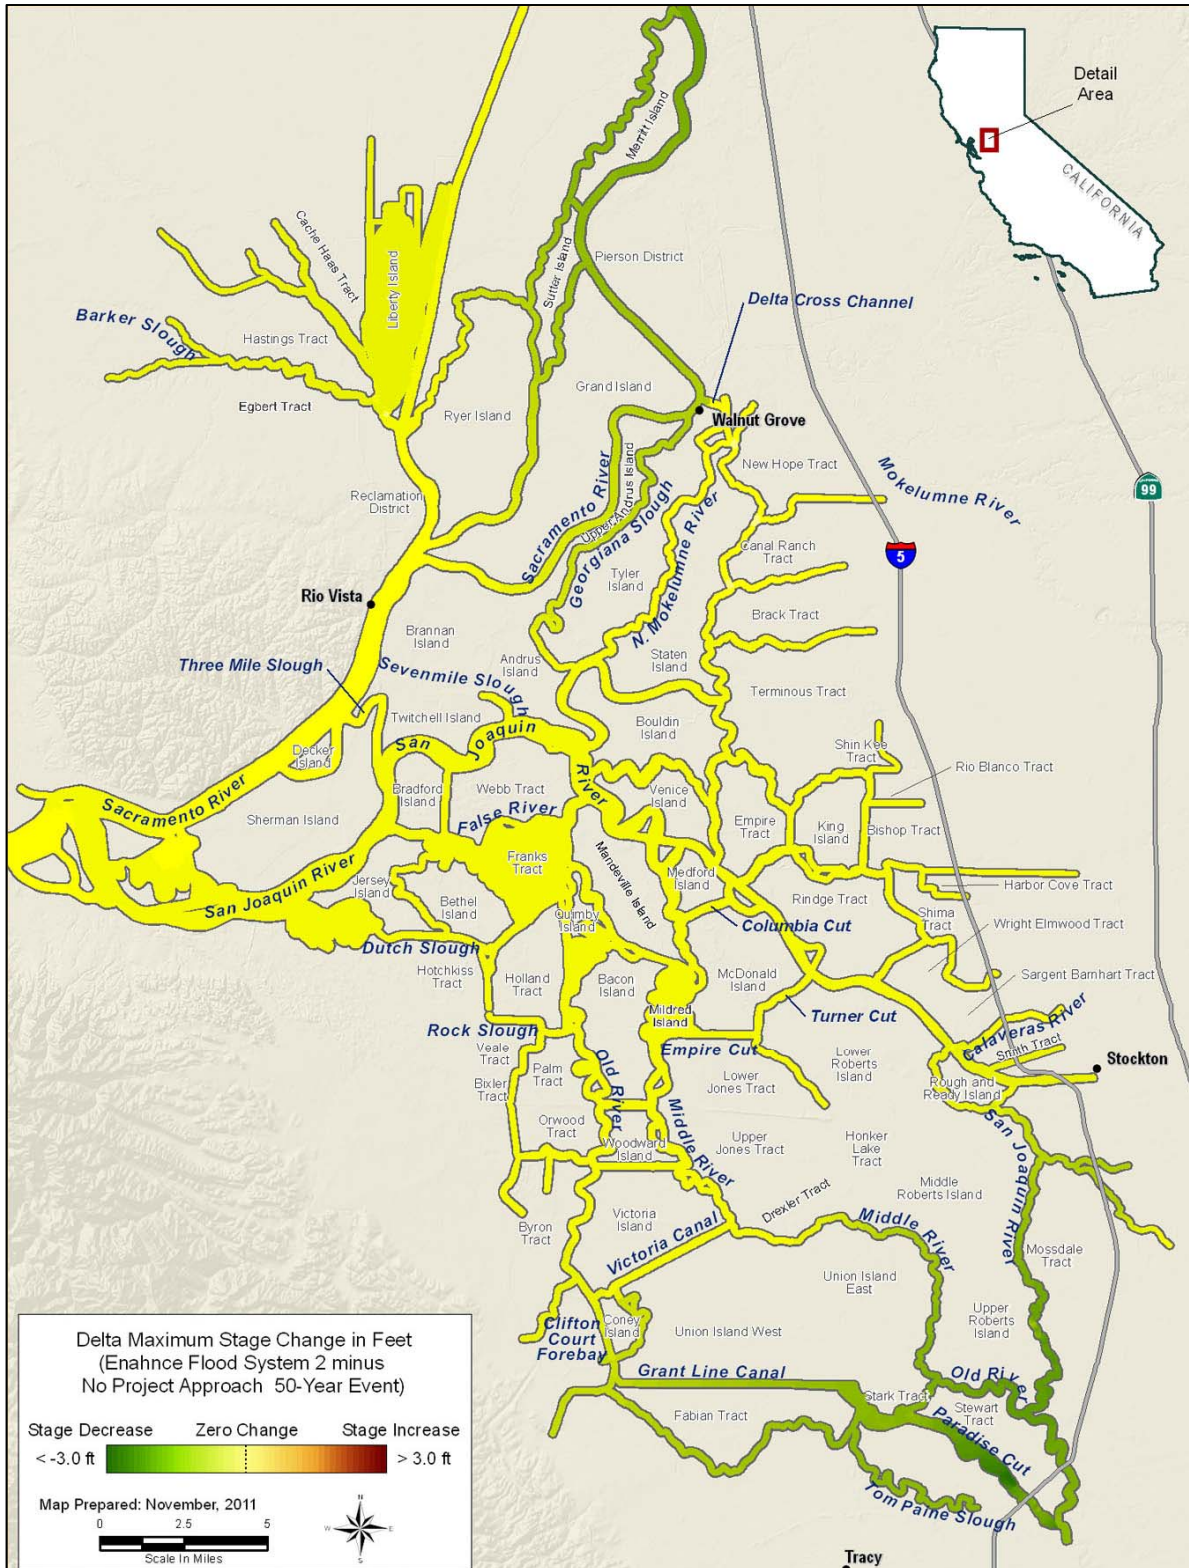 Detail
Area
CALIFORNIA
Merritt Island
Cache Haas Tract
Liberty Island
Sutter Island
Pierson District
Delta Cross Channel
Barker Slough
Hastings Tract
Egbert Tract
Ryer Island
Grand Island
Walnut Grove
New Hope Tract
Mokelumne River
99
5
Reclamation
District
Sacramento River
Upper Andrus Island
Georgiana Slough
N. Mokelumne River
Canal Ranch
Tract
Tyler
Island
Brack Tract
Rio Vista
Brannan
Island
Andrus
Island
Staten
Island
Three Mile Slough
Sevenmile Slough
Terminous Tract
Twitchell Island
Bouldin
Island
Shin Kee
Tract
Rio Blanco Tract
Decker
Island
San Joaquin River
Bradford
Island
Webb Tract
Venice
Island
Sacramento River
Sherman Island
False River
Empire
Tract
King
Island
Bishop Tract
Franks
Tract
Mandeville Island
Medford
Island
San Joaquin River
Jersey
Island
Bethel
Island
Quimby
Island
Rindge Tract
Harbor Cove Tract
Shima
Tract
Wright Elmwood Tract
Columbia Cut
Dutch Slough
Hotchkiss
Tract
Holland
Tract
Bacon
Island
McDonald
Island
Sargent Barnhart Tract
Mildred
Island
Turner Cut
Rock Slough
Calaveras River
Smith Tract
Stockton
Veale
Tract
Bixler
Tract
Palm
Tract
Old River
Empire Cut
Lower
Jones Tract
Lower
Roberts
Island
Rough and
Ready Island
Orwood
Tract
Woodward
Island
Middle River
Upper
Jones Tract
Honker
Lake
Tract
San Joaquin River
Middle
Roberts Island
Drexler Tract
Byron
Tract
Victoria
Island
Victoria Canal
Middle River
Mossdale
Tract
Union Island
East
Upper
Roberts
Island
Clifton
Court
Forebay
Coney
Island
Union Island West
Grant Line Canal
Old River
Stark Tract
Stewart
Tract
Fabian Tract
Paradise Cut
Tom Paine Slough
Tracy
Delta Maximum Stage Change in Feet
(Enahnce Flood System 2 minus
No Project Approach 50-Year Event)
Stage Decrease Zero Change Stage Increase
< -3.0 ft > 3.0 ft
Map Prepared: November, 2011
0 2.5 5
Scale In Miles
N
W E
S